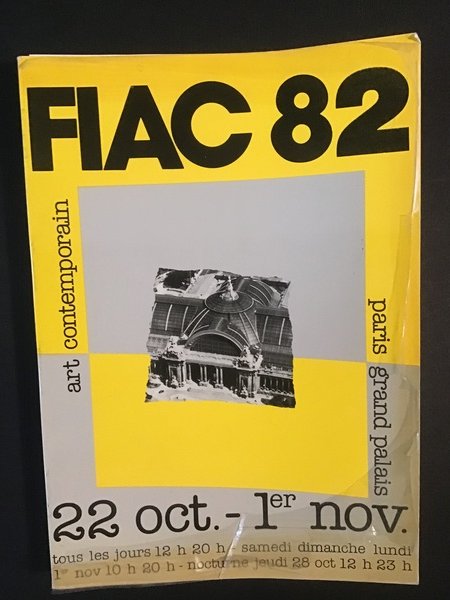 FIAC 82
art contemporain
paris grand palais
22 oct. - 1er nov.
tous les jours 12 h 20 h - samedi dimanche lundi
1er nov 10 h 20 h - nocturne jeudi 28 oct 12 h 23 h